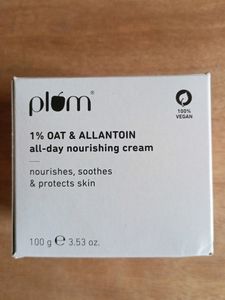 plum®
100%
VEGAN
1% OAT & ALLANTOIN
all-day nourishing cream
nourishes, soothes
& protects skin
100 g ℮ 3.53 oz.